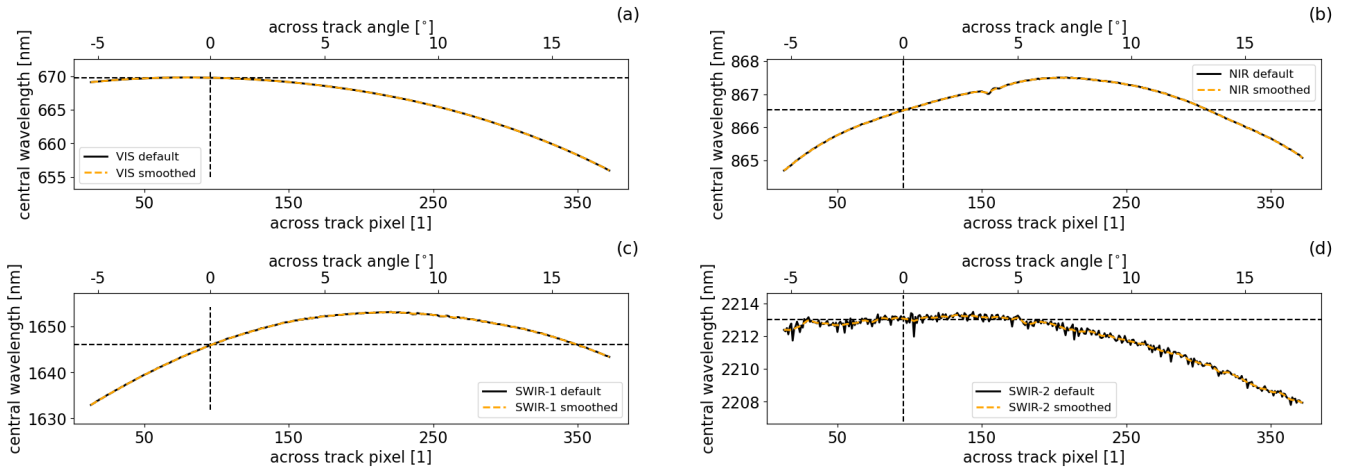 (a)
across track angle [°]
-5 0 5 10 15
central wavelength [nm]
670
665
660
655
VIS default
VIS smoothed
50 150 250 350
across track pixel [1]
(b)
across track angle [°]
-5 0 5 10 15
central wavelength [nm]
868
867
866
865
NIR default
NIR smoothed
50 150 250 350
across track pixel [1]
(c)
across track angle [°]
-5 0 5 10 15
central wavelength [nm]
1650
1640
1630
SWIR-1 default
SWIR-1 smoothed
50 150 250 350
across track pixel [1]
(d)
across track angle [°]
-5 0 5 10 15
central wavelength [nm]
2214
2212
2210
2208
SWIR-2 default
SWIR-2 smoothed
50 150 250 350
across track pixel [1]